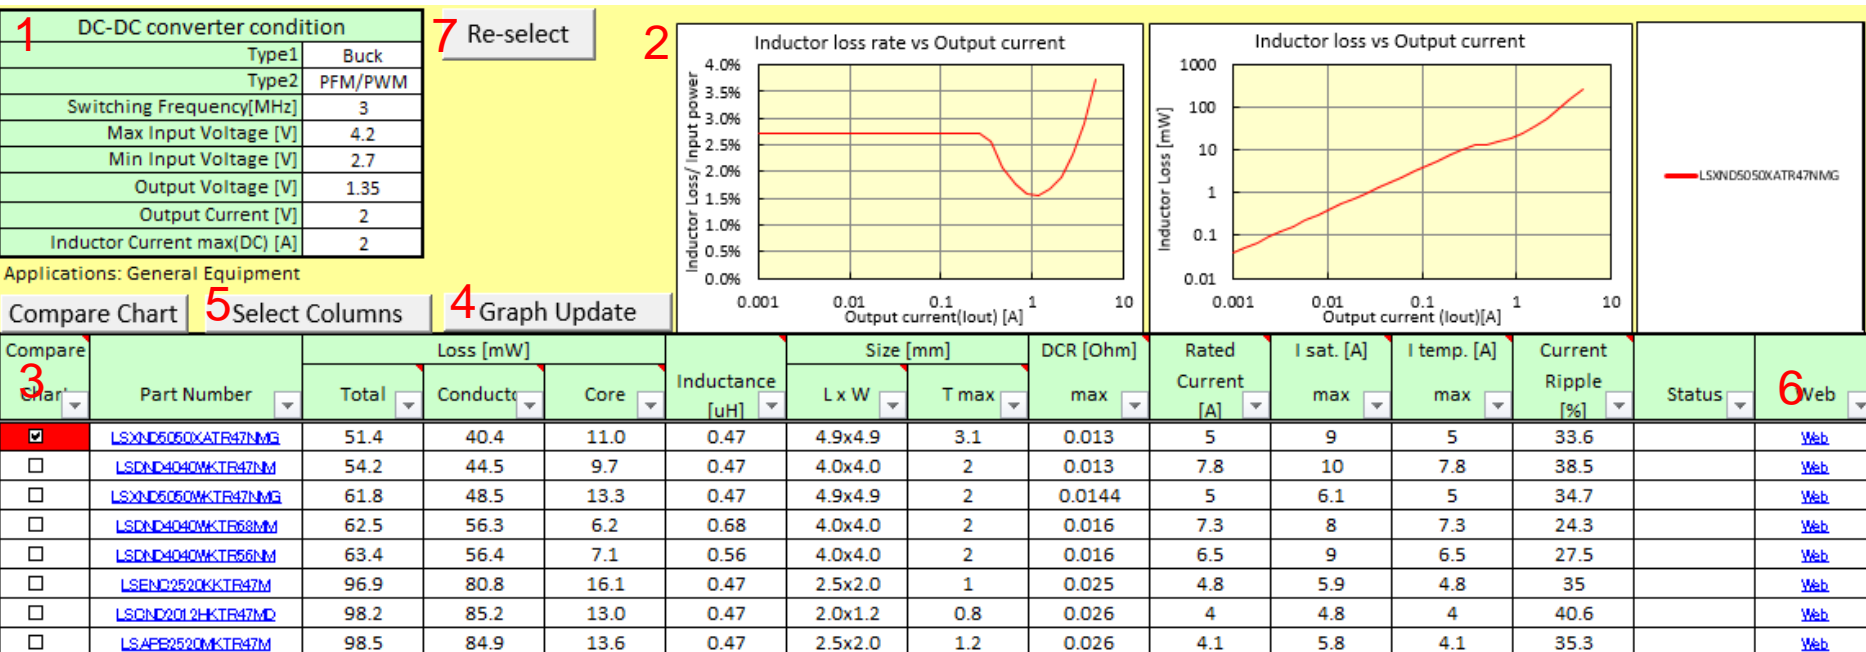 1 DC-DC converter condition
Type1 Buck
Type2 PFM/PWM
Switching Frequency[MHz] 3
Max Input Voltage [V] 4.2
Min Input Voltage [V] 2.7
Output Voltage [V] 1.35
Output Current [V] 2
Inductor Current max(DC) [A] 2
Applications: General Equipment
7 Re-select
Compare Chart
5 Select Columns
4 Graph Update
2
Inductor loss rate vs Output current
Inductor Loss/ Input power
4.0%
3.5%
3.0%
2.5%
2.0%
1.5%
1.0%
0.5%
0.0%
0.001 0.01 0.1 1 10
Output current(Iout) [A]
Inductor loss vs Output current
Inductor Loss [mW]
1000
100
10
1
0.1
0.01
0.001 0.01 0.1 1 10
Output current (Iout)[A]
LSXND5050XATR47NMG
Compare Chart 3
Part Number
Loss [mW]
Total Conducto Core
Inductance [uH]
Size [mm]
L x W T max
DCR [Ohm] max
Rated Current [A]
I sat. [A] max
I temp. [A] max
Current Ripple [%]
Status
6 Web
LSXND5050XATR47NMG 51.4 40.4 11.0 0.47 4.9x4.9 3.1 0.013 5 9 5 33.6 Web
LSDND4040WKTR47NM 54.2 44.5 9.7 0.47 4.0x4.0 2 0.013 7.8 10 7.8 38.5 Web
LSXND5050WKTR47NMG 61.8 48.5 13.3 0.47 4.9x4.9 2 0.0144 5 6.1 5 34.7 Web
LSDND4040WKTR68MM 62.5 56.3 6.2 0.68 4.0x4.0 2 0.016 7.3 8 7.3 24.3 Web
LSDND4040WKTR56NM 63.4 56.4 7.1 0.56 4.0x4.0 2 0.016 6.5 9 6.5 27.5 Web
LSENC2520KKTR47M 96.9 80.8 16.1 0.47 2.5x2.0 1 0.025 4.8 5.9 4.8 35 Web
LSCND2012HKTR47MD 98.2 85.2 13.0 0.47 2.0x1.2 0.8 0.026 4 4.8 4 40.6 Web
LSAPB2520MKTR47M 98.5 84.9 13.6 0.47 2.5x2.0 1.2 0.026 4.1 5.8 4.1 35.3 Web